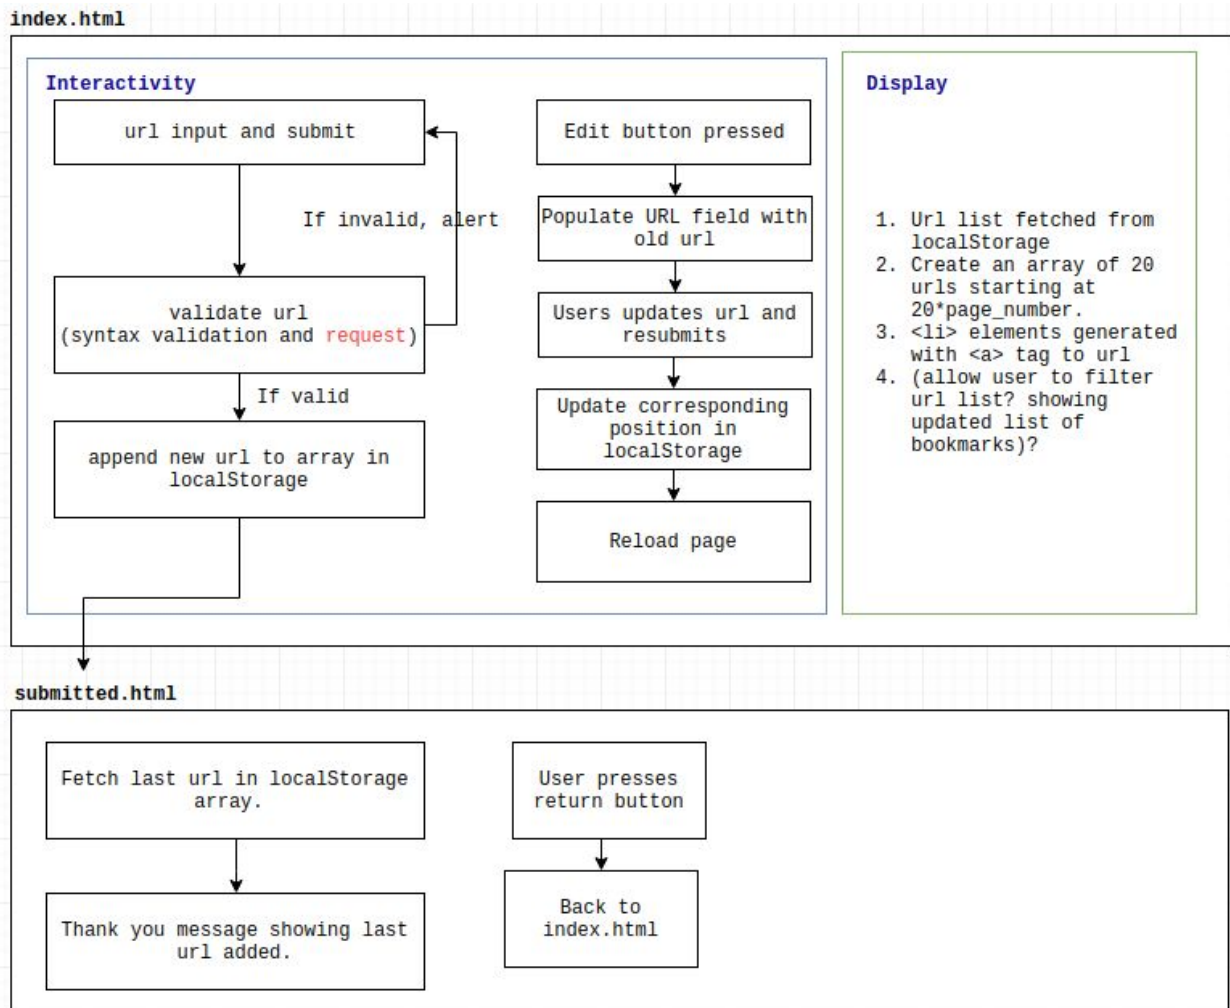 index.html
Interactivity
url input and submit
If invalid, alert
validate url
(syntax validation and request)
If valid
append new url to array in
localStorage
Edit button pressed
Populate URL field with
old url
Users updates url and
resubmits
Update corresponding
position in
localStorage
Reload page
Display
1. Url list fetched from
localStorage
2. Create an array of 20
urls starting at
20*page_number.
3. <li> elements generated
with <a> tag to url
4. (allow user to filter
url list? showing
updated list of
bookmarks)?
submitted.html
Fetch last url in localStorage
array.
Thank you message showing last
url added.
User presses
return button
Back to
index.html